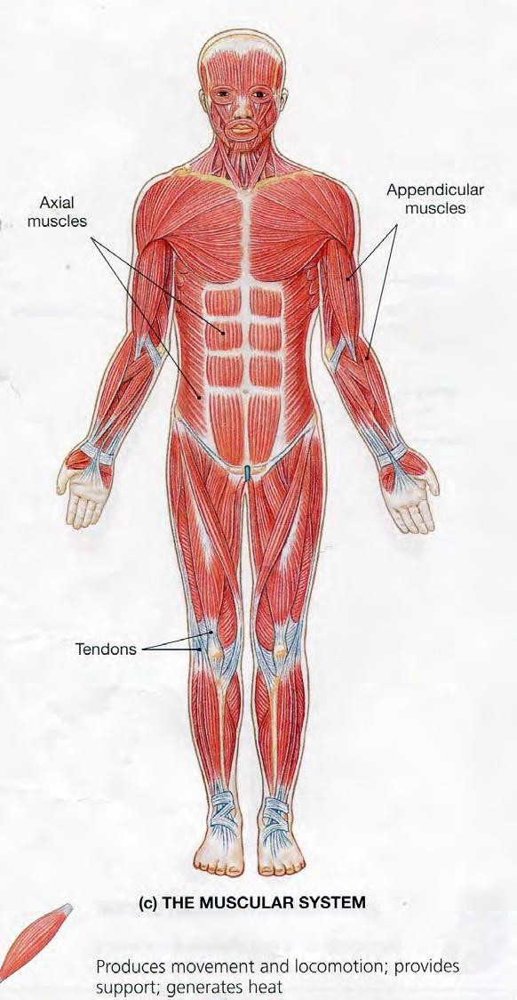 Axial
muscles
Appendicular
muscles
Tendons
(c) THE MUSCULAR SYSTEM
Produces movement and locomotion; provides
support; generates heat